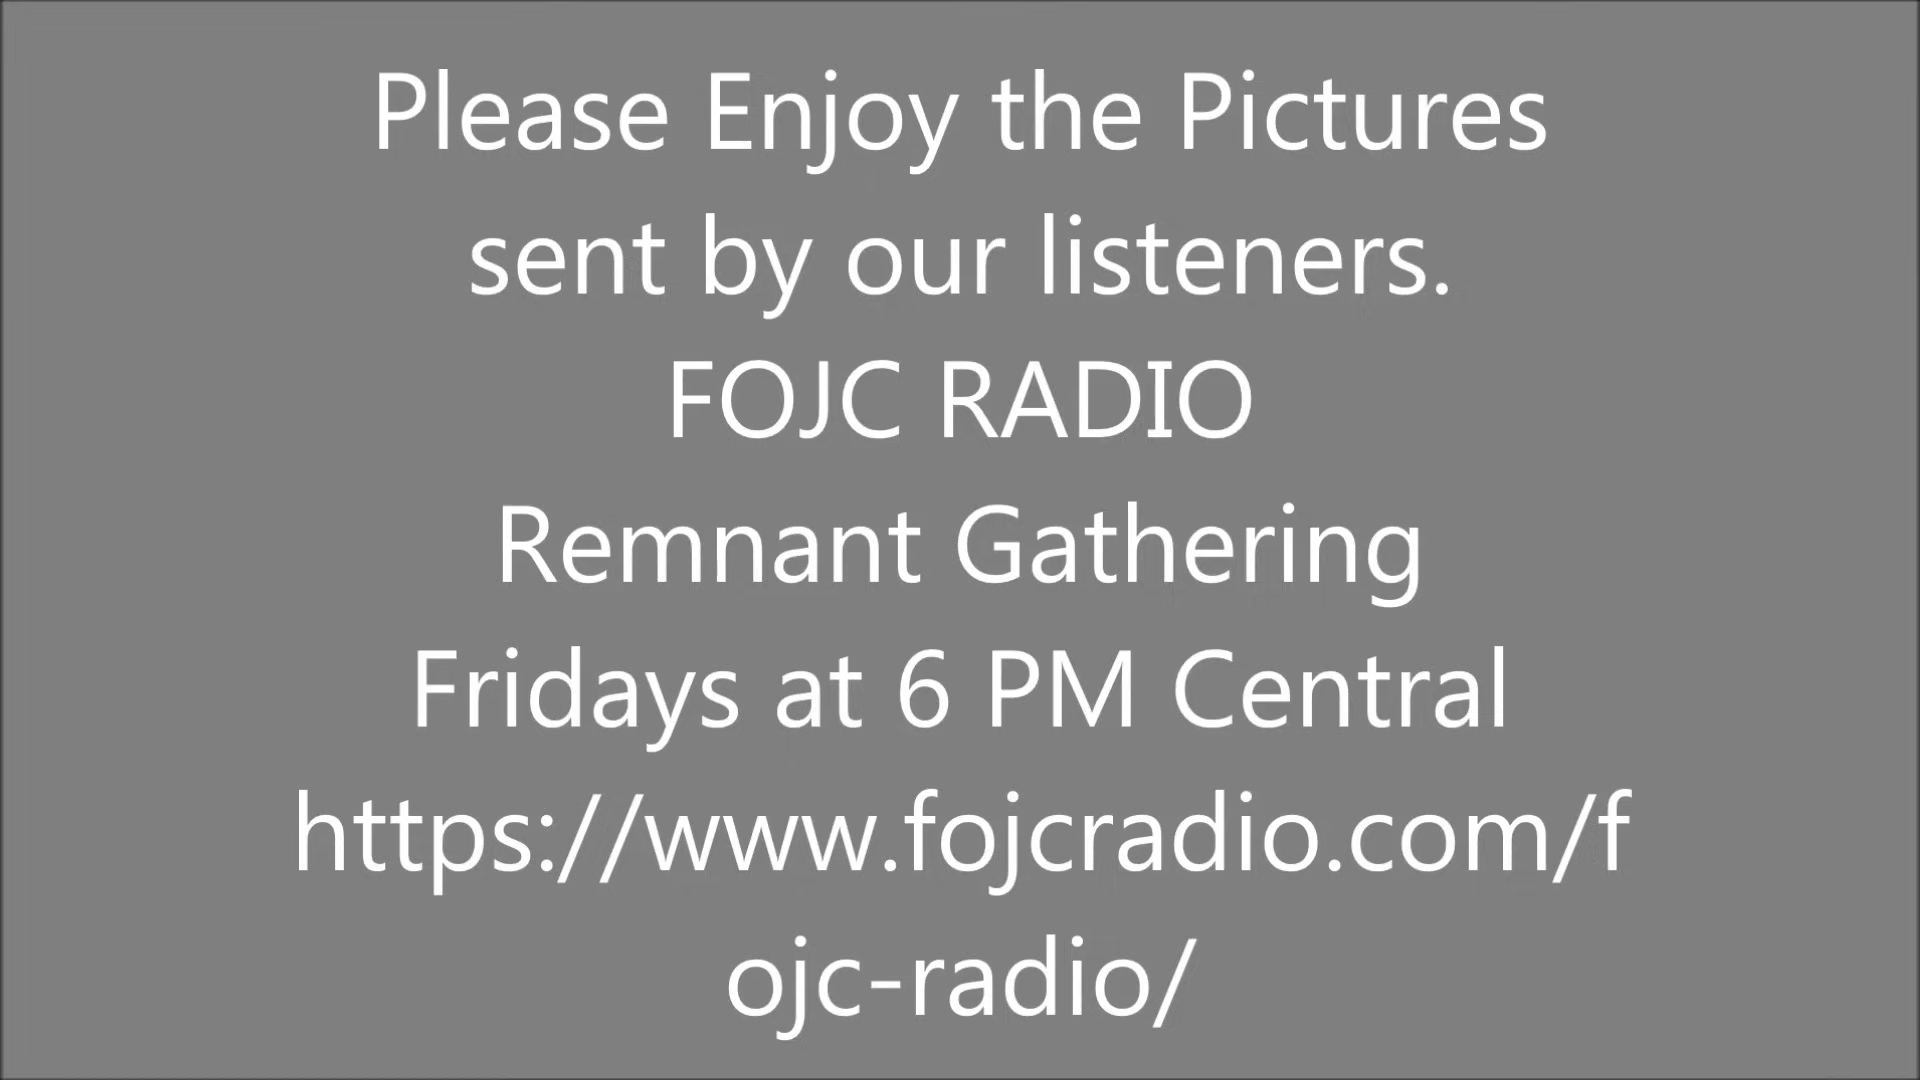 Please Enjoy the Pictures
sent by our listeners.
FOJC RADIO
Remnant Gathering
Fridays at 6 PM Central
https://www.fojcradio.com/f
ojc-radio/